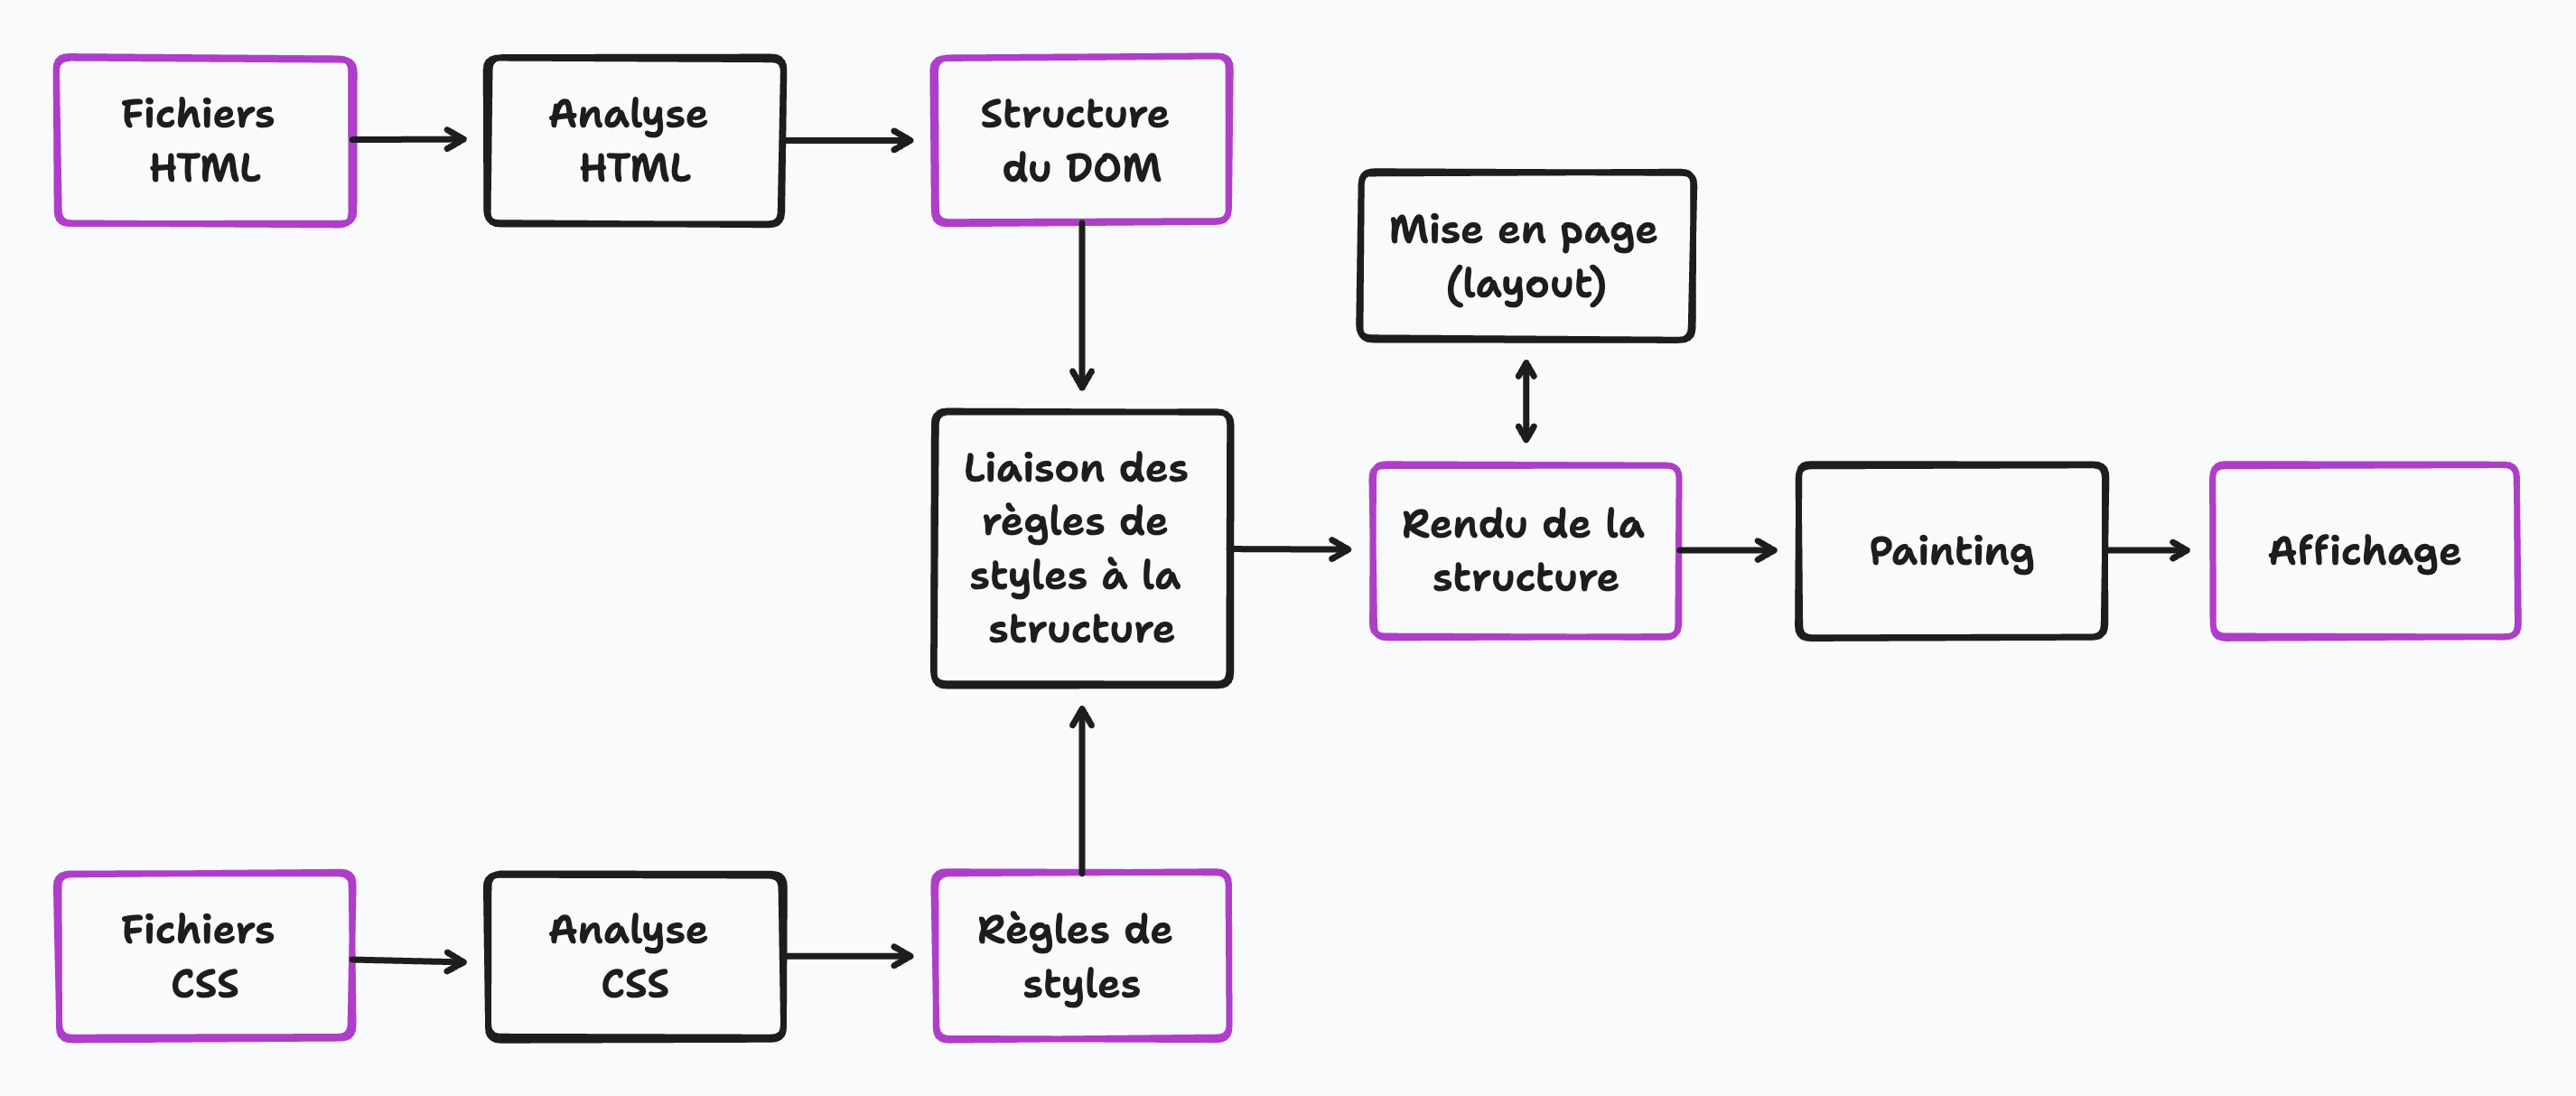 Fichiers
HTML
Analyse
HTML
Structure
du DOM
Mise en page
(layout)
Liaison des
règles de
styles à la
structure
Rendu de la
structure
Painting
Affichage
Fichiers
CSS
Analyse
CSS
Règles de
styles